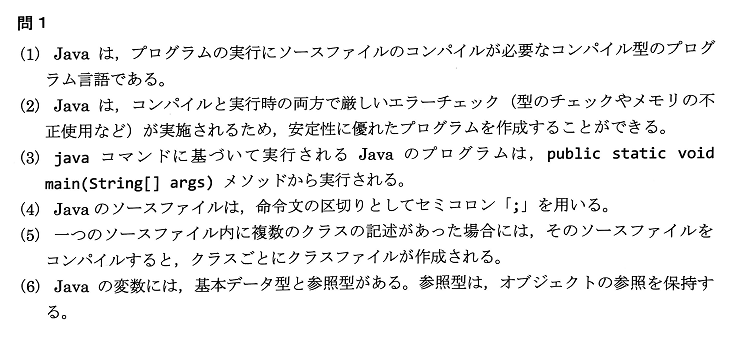 問1
(1) Java は，プログラムの実行にソースファイルのコンパイルが必要なコンパイル型のプログ
ラム言語である。
(2) Java は，コンパイルと実行時の両方で厳しいエラーチェック（型のチェックやメモリの不
正使用など）が実施されるため，安定性に優れたプログラムを作成することができる。
(3) java コマンドに基づいて実行される Java のプログラムは，public static void
main(String[] args) メソッドから実行される。
(4) Java のソースファイルは，命令文の区切りとしてセミコロン「;」を用いる。
(5) 一つのソースファイル内に複数のクラスの記述があった場合には，そのソースファイルを
コンパイルすると，クラスごとにクラスファイルが作成される。
(6) Java の変数には，基本データ型と参照型がある。参照型は，オブジェクトの参照を保持す
る。